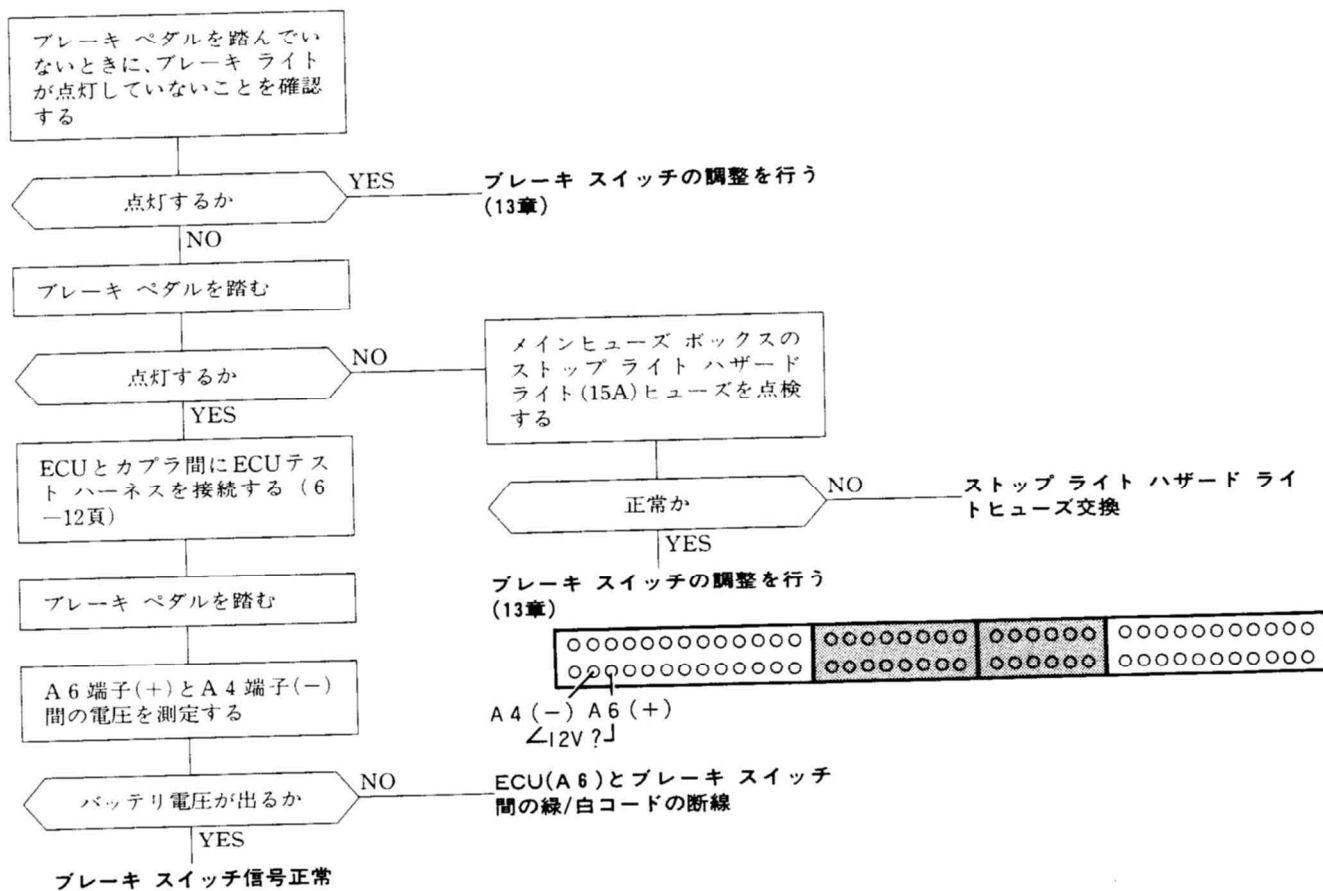 ブレーキ ペダルを踏んでい
ないときに、ブレーキ ライト
が点灯していないことを確認
する
点灯するか
YES
ブレーキ スイッチの調整を行う
(13章)
NO
ブレーキ ペダルを踏む
点灯するか
NO
メインヒューズ ボックスの
ストップ ライト ハザード
ライト(15A)ヒューズを点検
する
YES
ECUとカプラ間にECUテス
ト ハーネスを接続する (6
—12頁)
正常か
NO
ストップ ライト ハザード ライ
トヒューズ交換
YES
ブレーキ スイッチの調整を行う
(13章)
ブレーキ ペダルを踏む
A6端子(+)とA4端子(−)
間の電圧を測定する
A4(−) A6(+)
12V?
バッテリ電圧が出るか
NO
ECU(A6)とブレーキ スイッチ
間の緑/白コードの断線
YES
ブレーキ スイッチ信号正常